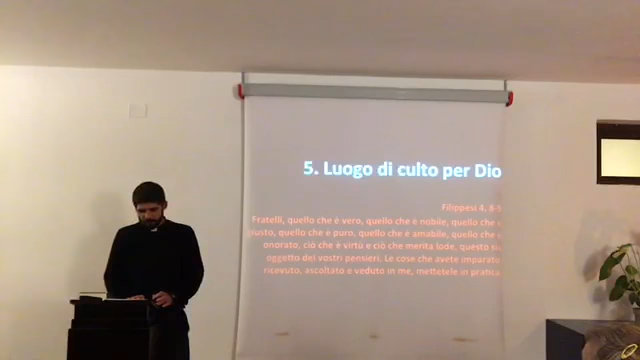 5. Luogo di culto per Dio
Filippesi 4, 8-
Fratelli, quello che è vero, quello che è nobile, quello che è
giusto, quello che è puro, quello che è amabile, quello che è
onorato, ciò che è virtù e ciò che merita lode, questo sia
oggetto dei vostri pensieri. Le cose che avete imparato,
ricevuto, ascoltato e veduto in me, mettetele in pratica